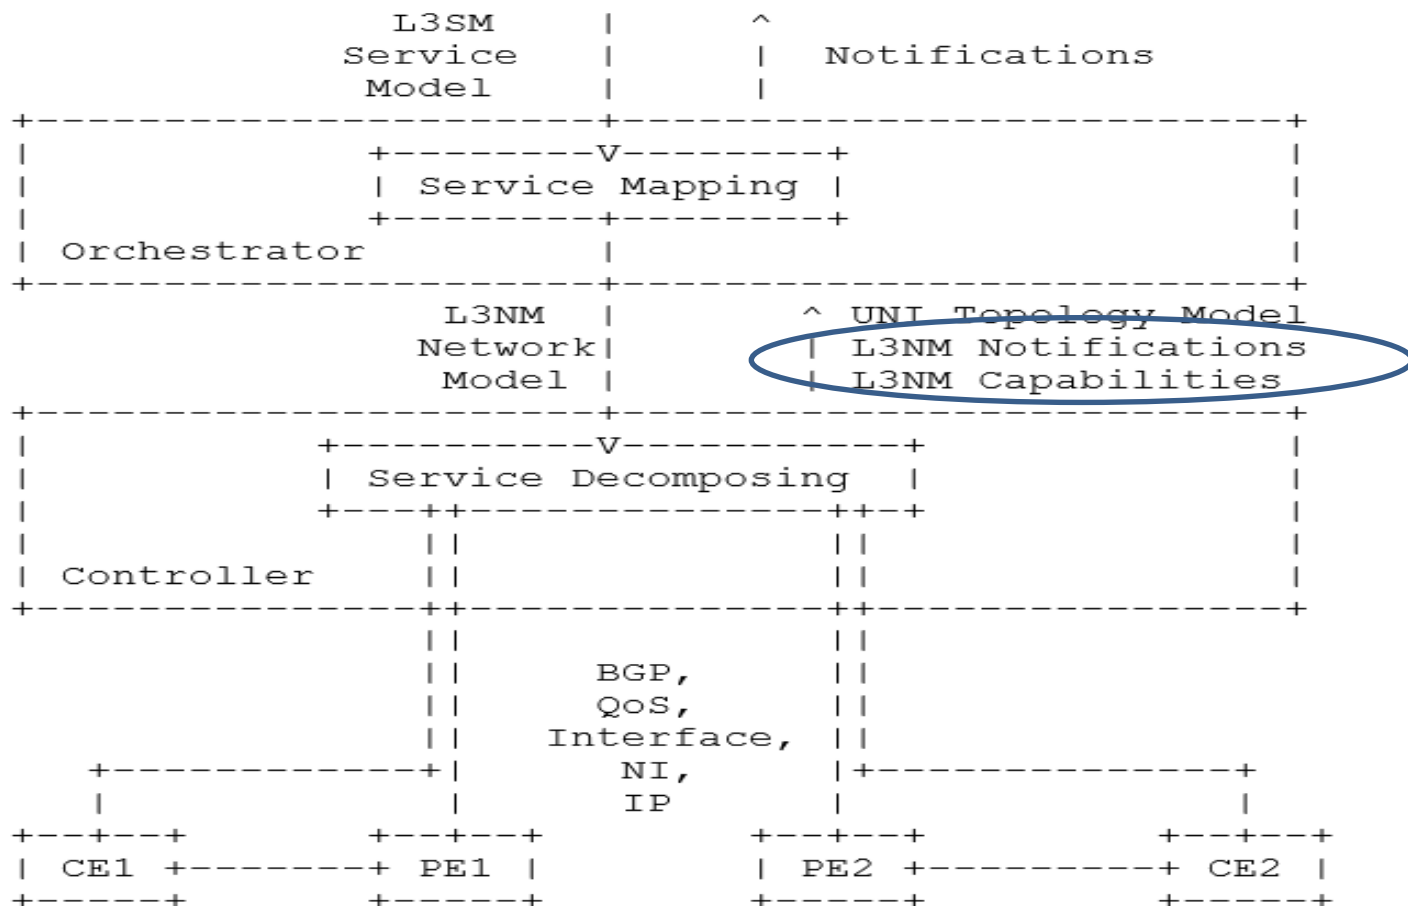 L3SM
Service Notifications
Model
Service Mapping
Orchestrator
L3NM UNI Topology Model
Network L3NM Notifications
Model L3NM Capabilities
Service Decomposing
Controller
BGP,
QoS,
Interface,
NI,
IP
CE1 PE1 PE2 CE2